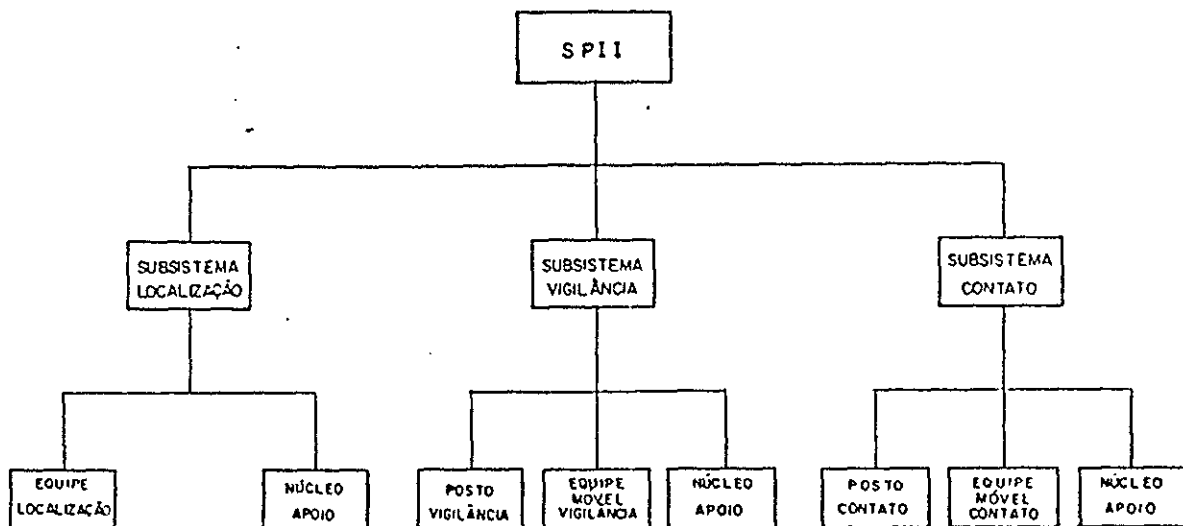 SPII
SUBSISTEMA
LOCALIZAÇÃO
SUBSISTEMA
VIGILÂNCIA
SUBSISTEMA
CONTATO
EQUIPE
LOCALIZAÇÃO
NÚCLEO
APOIO
POSTO
VIGILÂNCIA
EQUIPE
MOVEL
VIGILÂNCIA
NÚCLEO
APOIO
POSTO
CONTATO
EQUIPE
MÓVEL
CONTATO
NÚCLEO
APOIO